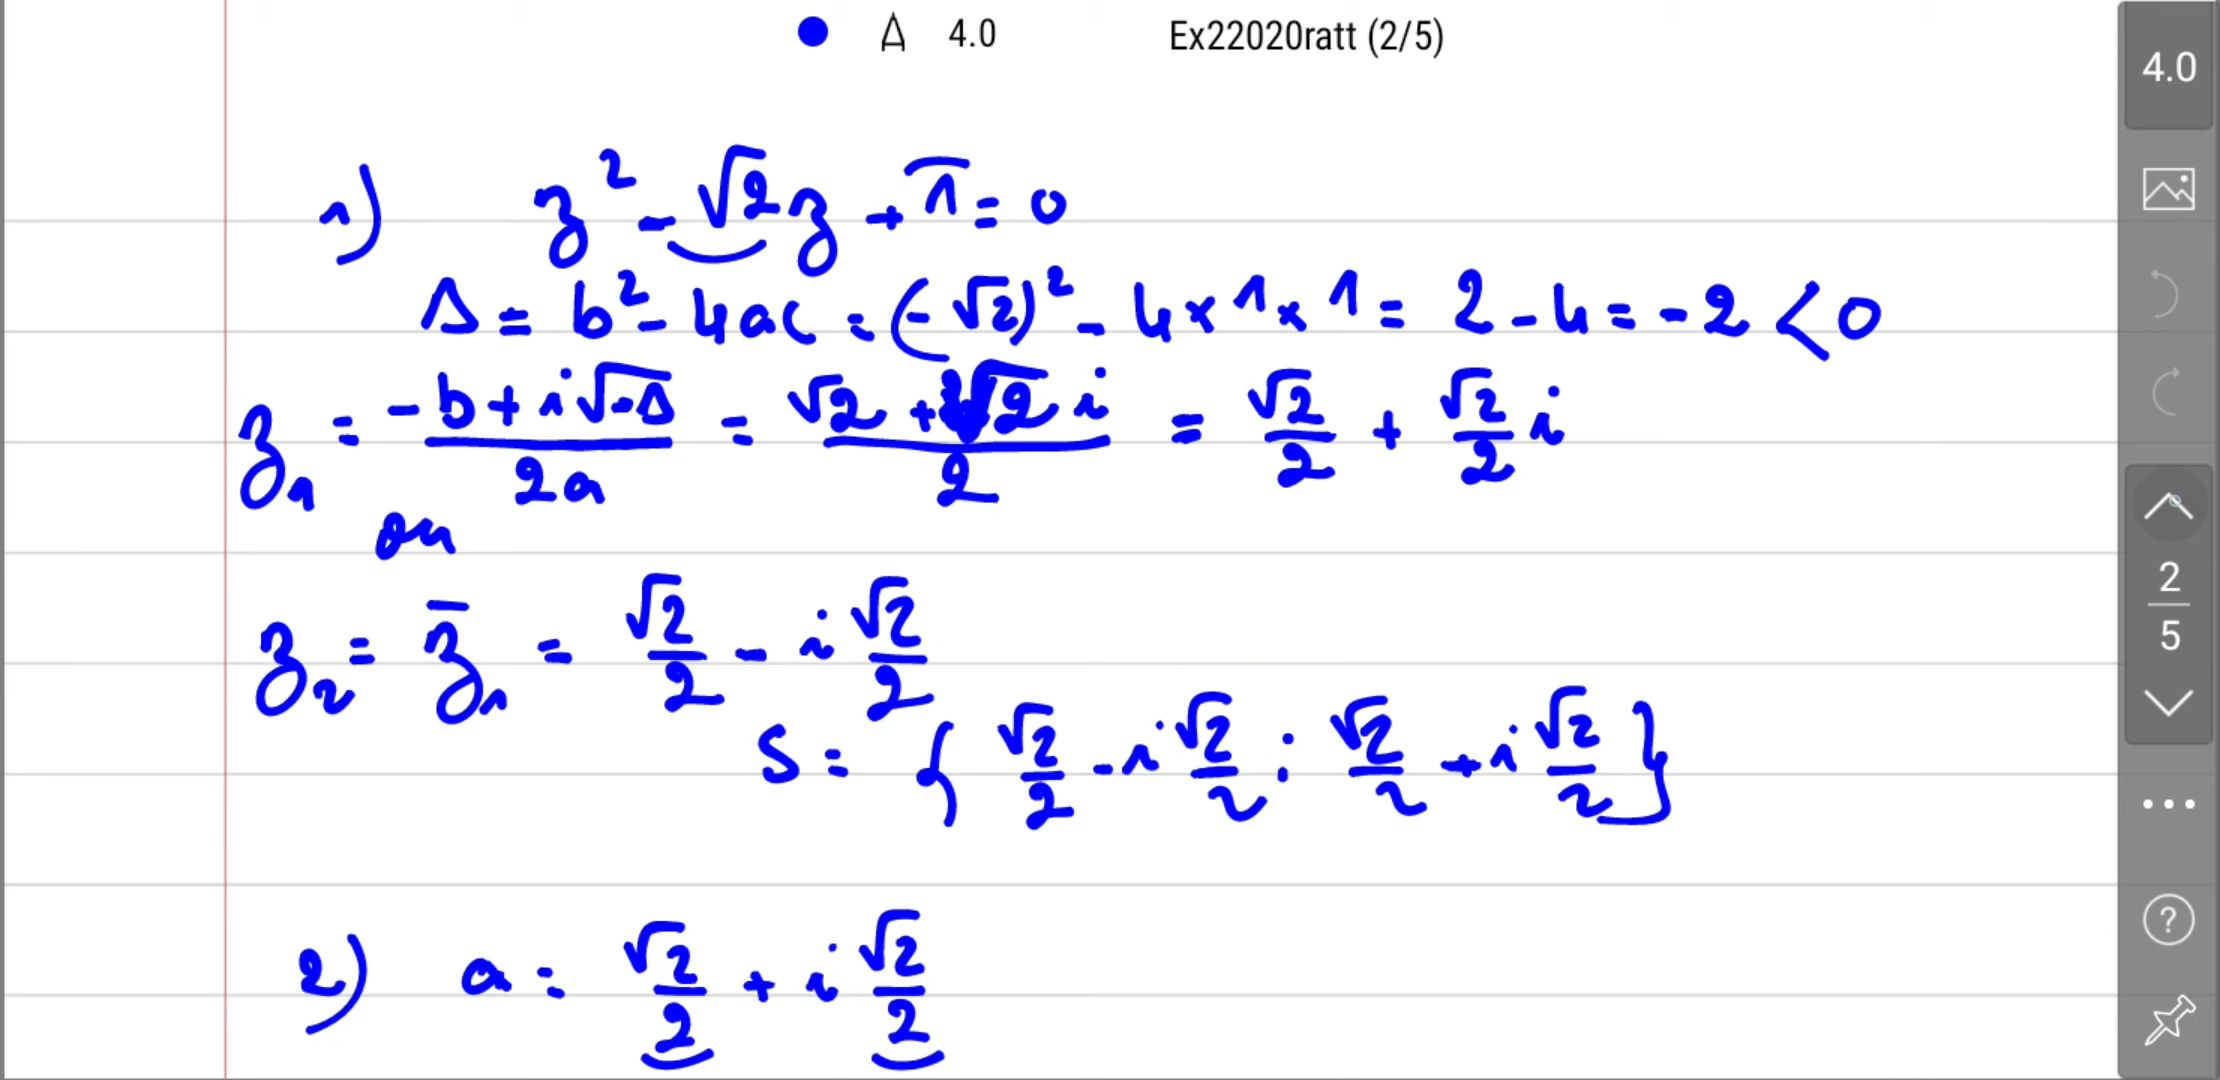 4.0 Ex22020ratt (2/5)
4.0
1) z² - √2 z + 1 = 0
Δ = b² - 4ac = (-√2)² - 4×1×1 = 2 - 4 = -2 < 0
z₁ = (-b + i√-Δ)/2a = (√2 + √2 i)/2 = √2/2 + √2/2 i
ou
z₂ = z̄₁ = √2/2 - i √2/2
S = { √2/2 - i √2/2 ; √2/2 + i √2/2 }
2) a = √2/2 + i √2/2
2
5